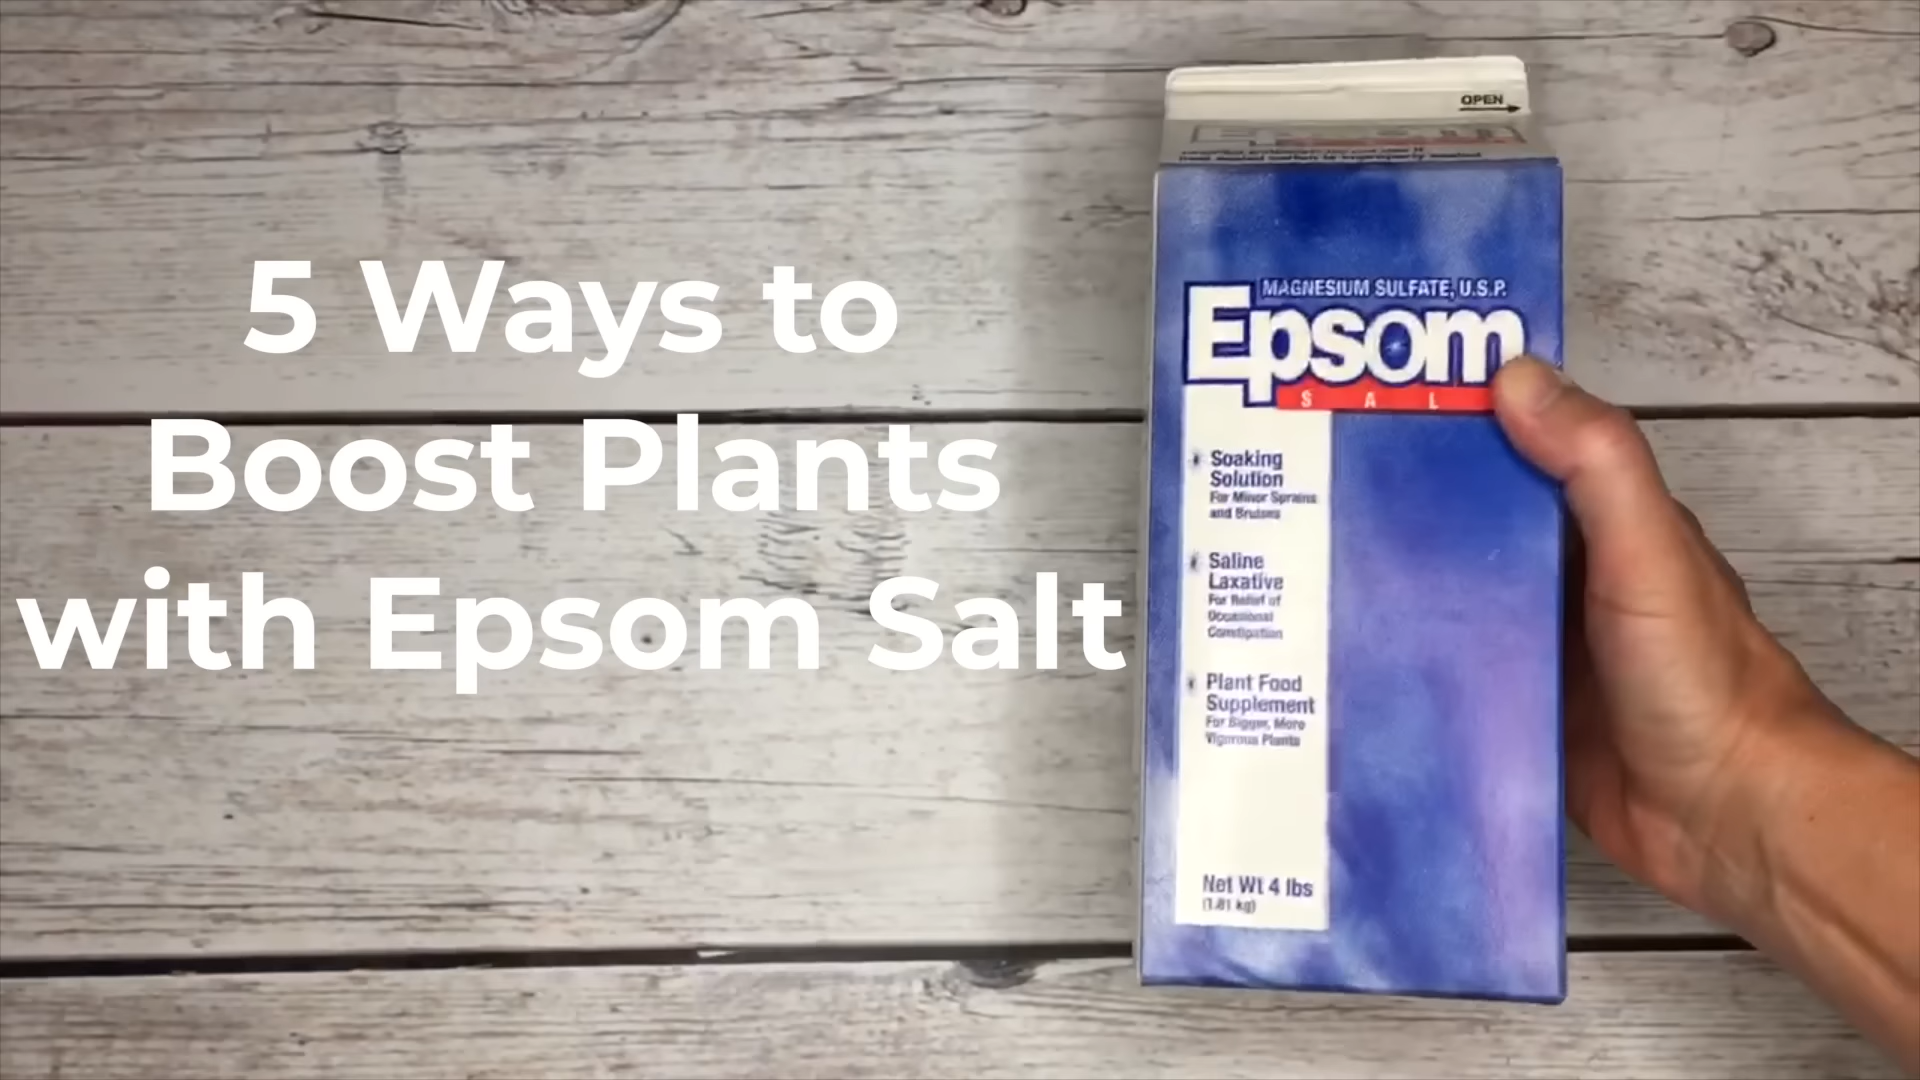 5 Ways to
Boost Plants
with Epsom Salt
OPEN
MAGNESIUM SULFATE, U.S.P.
Epsom
SAL
Soaking
Solution
For Minor Sprains
and Bruises
Saline
Laxative
For Relief of
Occasional
Constipation
Plant Food
Supplement
For Bigger, More
Vigorous Plants
Net Wt 4 lbs
(1.81 kg)